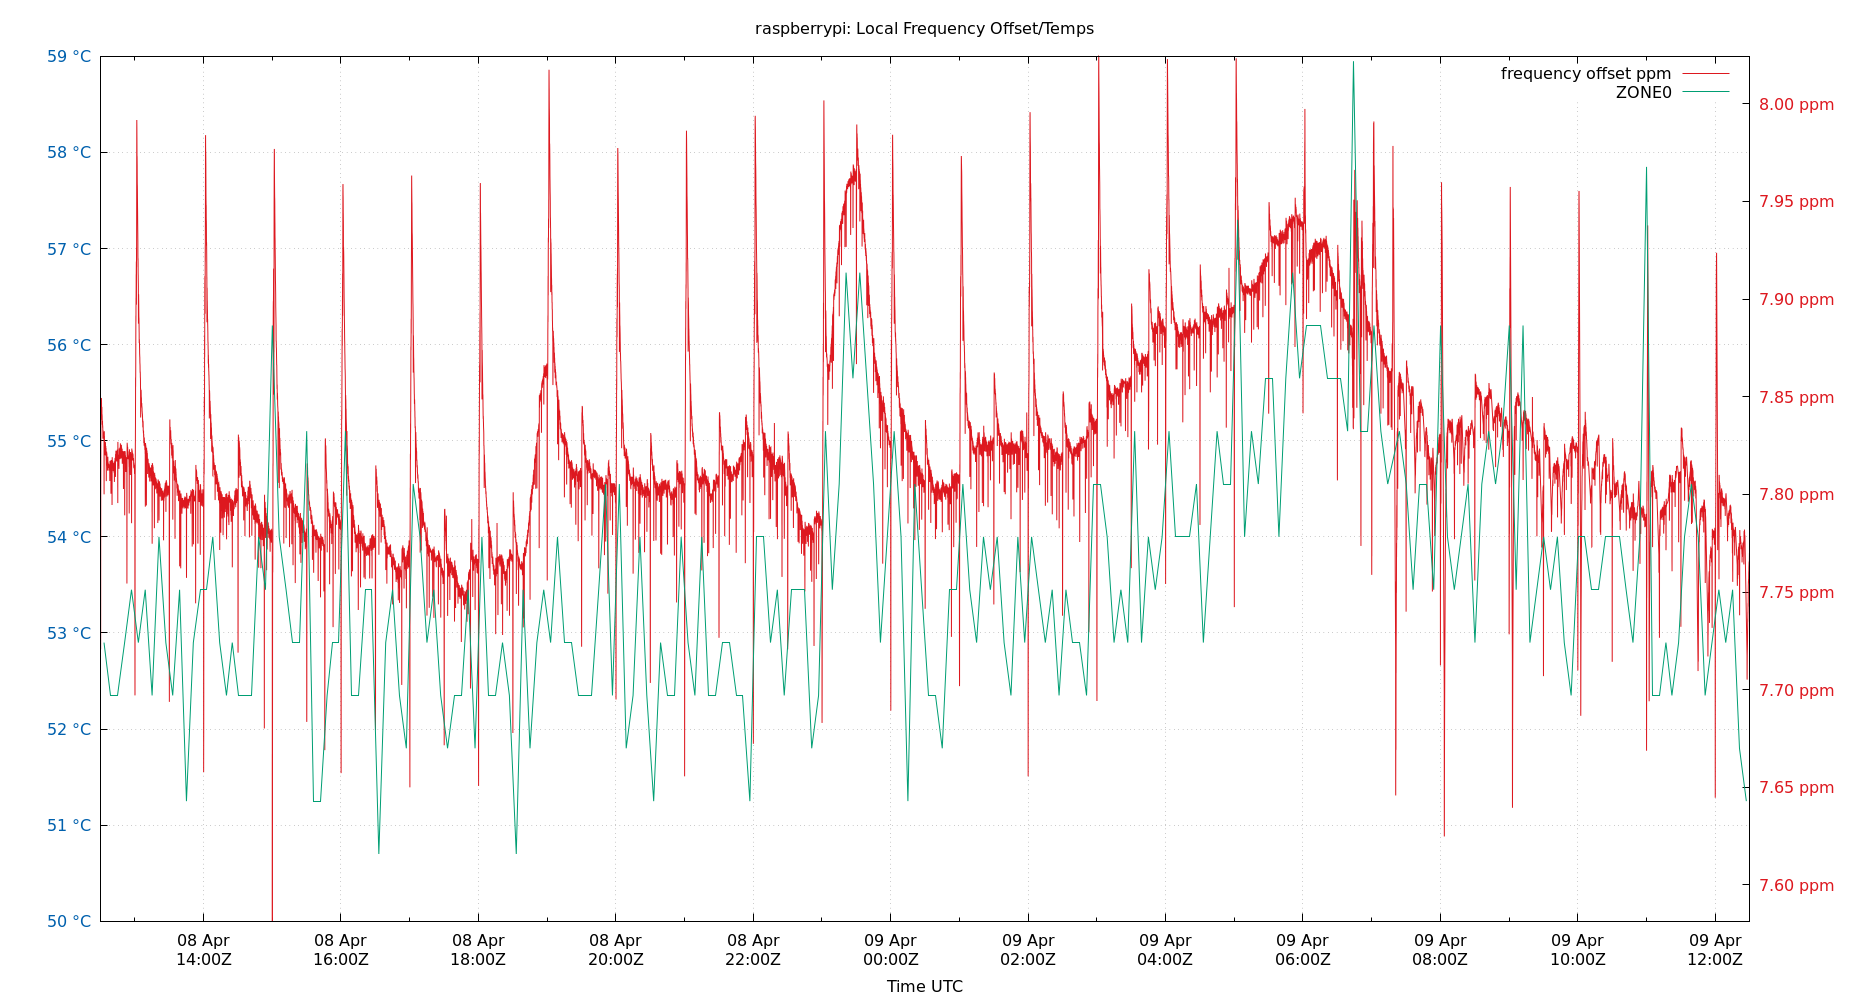 raspberrypi: Local Frequency Offset/Temps
frequency offset ppm
ZONE0
59 °C
58 °C
57 °C
56 °C
55 °C
54 °C
53 °C
52 °C
51 °C
50 °C
8.00 ppm
7.95 ppm
7.90 ppm
7.85 ppm
7.80 ppm
7.75 ppm
7.70 ppm
7.65 ppm
7.60 ppm
08 Apr 08 Apr 08 Apr 08 Apr 08 Apr 09 Apr 09 Apr 09 Apr 09 Apr 09 Apr 09 Apr 09 Apr
14:00Z 16:00Z 18:00Z 20:00Z 22:00Z 00:00Z 02:00Z 04:00Z 06:00Z 08:00Z 10:00Z 12:00Z
Time UTC